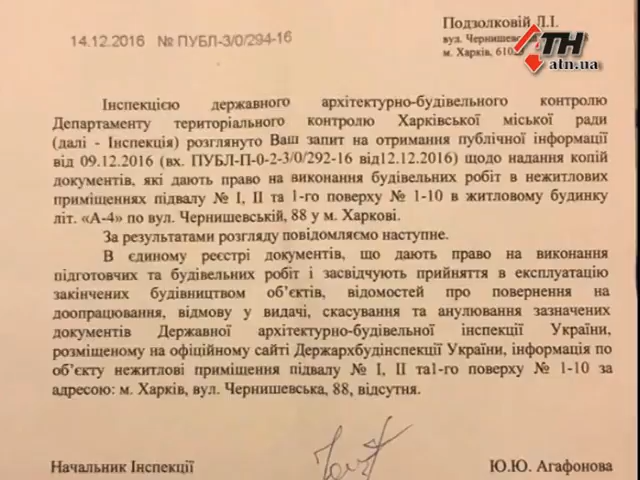 Подзолковій Л.І.
14.12.2016 № ПУБЛ-3/0/294-16
вул.
м. Харків,
АТН
atn.ua
Інспекцією державного архітектурно-будівельного контролю
Департаменту територіального контролю Харківської міської ради
(далі - Інспекція) розглянуто Ваш запит на отримання публічної інформації
від 09.12.2016 (вх. ПУБЛ-П-0-2-3/0/292-16 від12.12.2016) щодо надання копій
документів, які дають право на виконання будівельних робіт в нежитлових
приміщеннях підвалу № I, II та 1-го поверху № 1-10 в житловому будинку
літ. «А-4» по вул. Чернишевській, 88 у м. Харкові.
За результатами розгляду повідомляємо наступне.
В єдиному реєстрі документів, що дають право на виконання
підготовчих та будівельних робіт і засвідчують прийняття в експлуатацію
закінчених будівництвом об’єктів, відомостей про повернення на
доопрацювання, відмову у видачі, скасування та анулювання зазначених
документів Державної архітектурно-будівельної інспекції України,
розміщеному на офіційному сайті Держархбудінспекції України, інформація по
об’єкту нежитлові приміщення підвалу № I, II та1-го поверху № 1-10 за
адресою: м. Харків, вул. Чернишевська, 88, відсутня.
Начальник Інспекції Ю.Ю. Агафонова